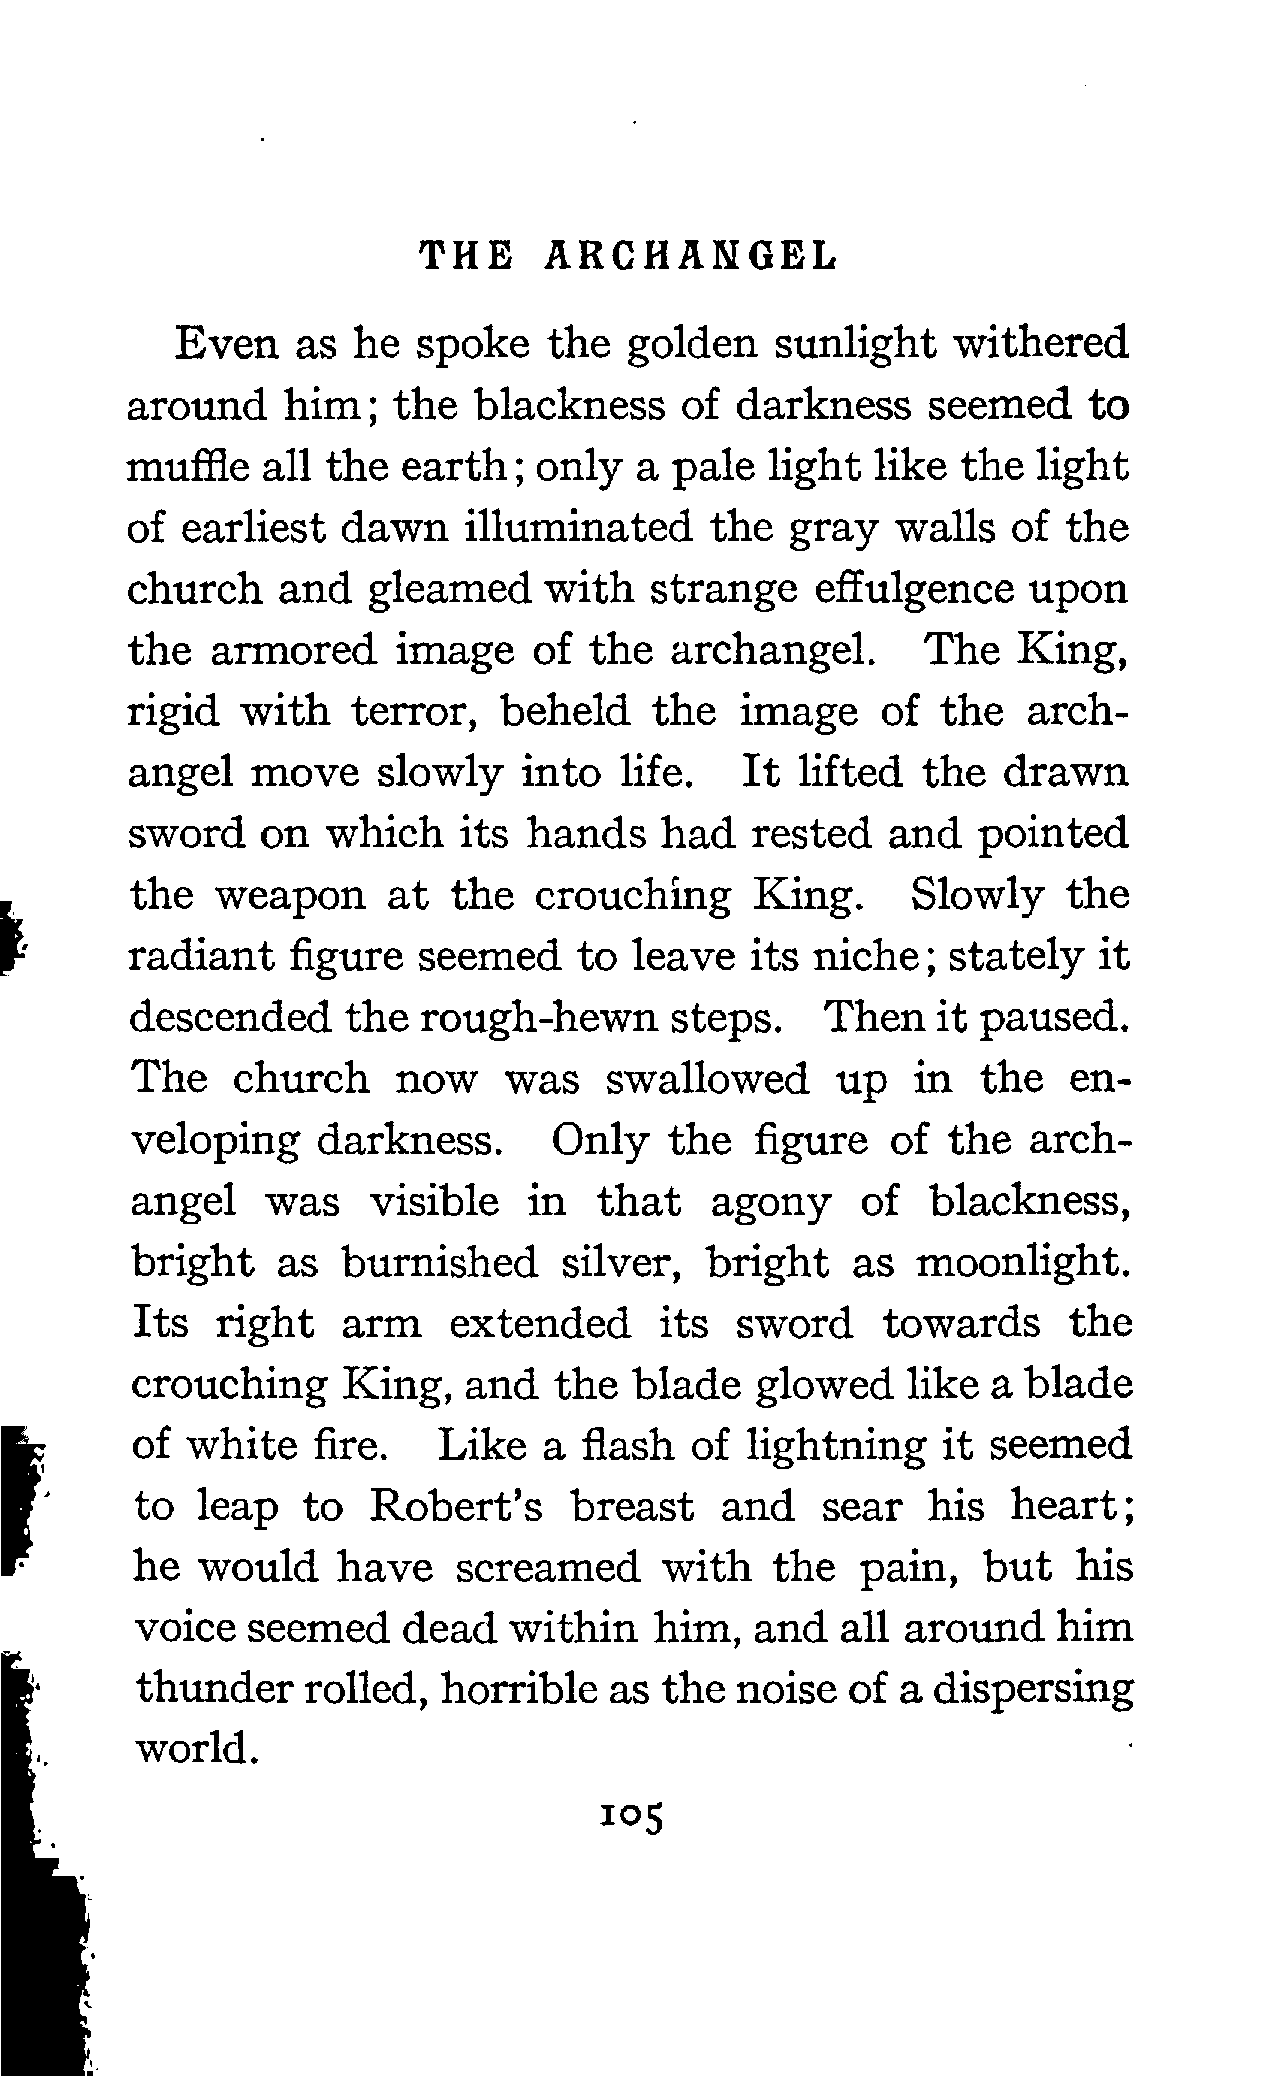 THE ARCHANGEL
Even as he spoke the golden sunlight withered
around him; the blackness of darkness seemed to
muffle all the earth; only a pale light like the light
of earliest dawn illuminated the gray walls of the
church and gleamed with strange effulgence upon
the armored image of the archangel. The King,
rigid with terror, beheld the image of the arch-
angel move slowly into life. It lifted the drawn
sword on which its hands had rested and pointed
the weapon at the crouching King. Slowly the
radiant figure seemed to leave its niche; stately it
descended the rough-hewn steps. Then it paused.
The church now was swallowed up in the en-
veloping darkness. Only the figure of the arch-
angel was visible in that agony of blackness,
bright as burnished silver, bright as moonlight.
Its right arm extended its sword towards the
crouching King, and the blade glowed like a blade
of white fire. Like a flash of lightning it seemed
to leap to Robert's breast and sear his heart;
he would have screamed with the pain, but his
voice seemed dead within him, and all around him
thunder rolled, horrible as the noise of a dispersing
world.
105